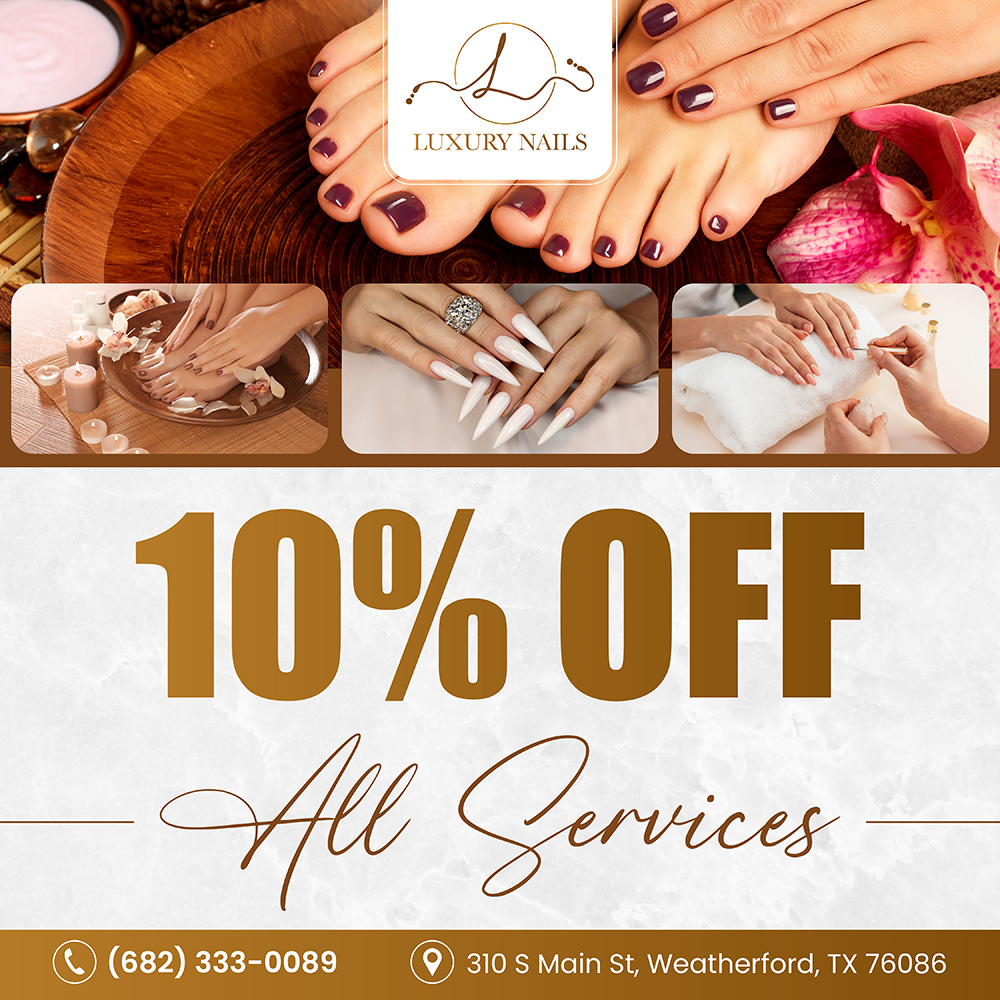 L
LUXURY NAILS
10% OFF
All Services
(682) 333-0089
310 S Main St, Weatherford, TX 76086